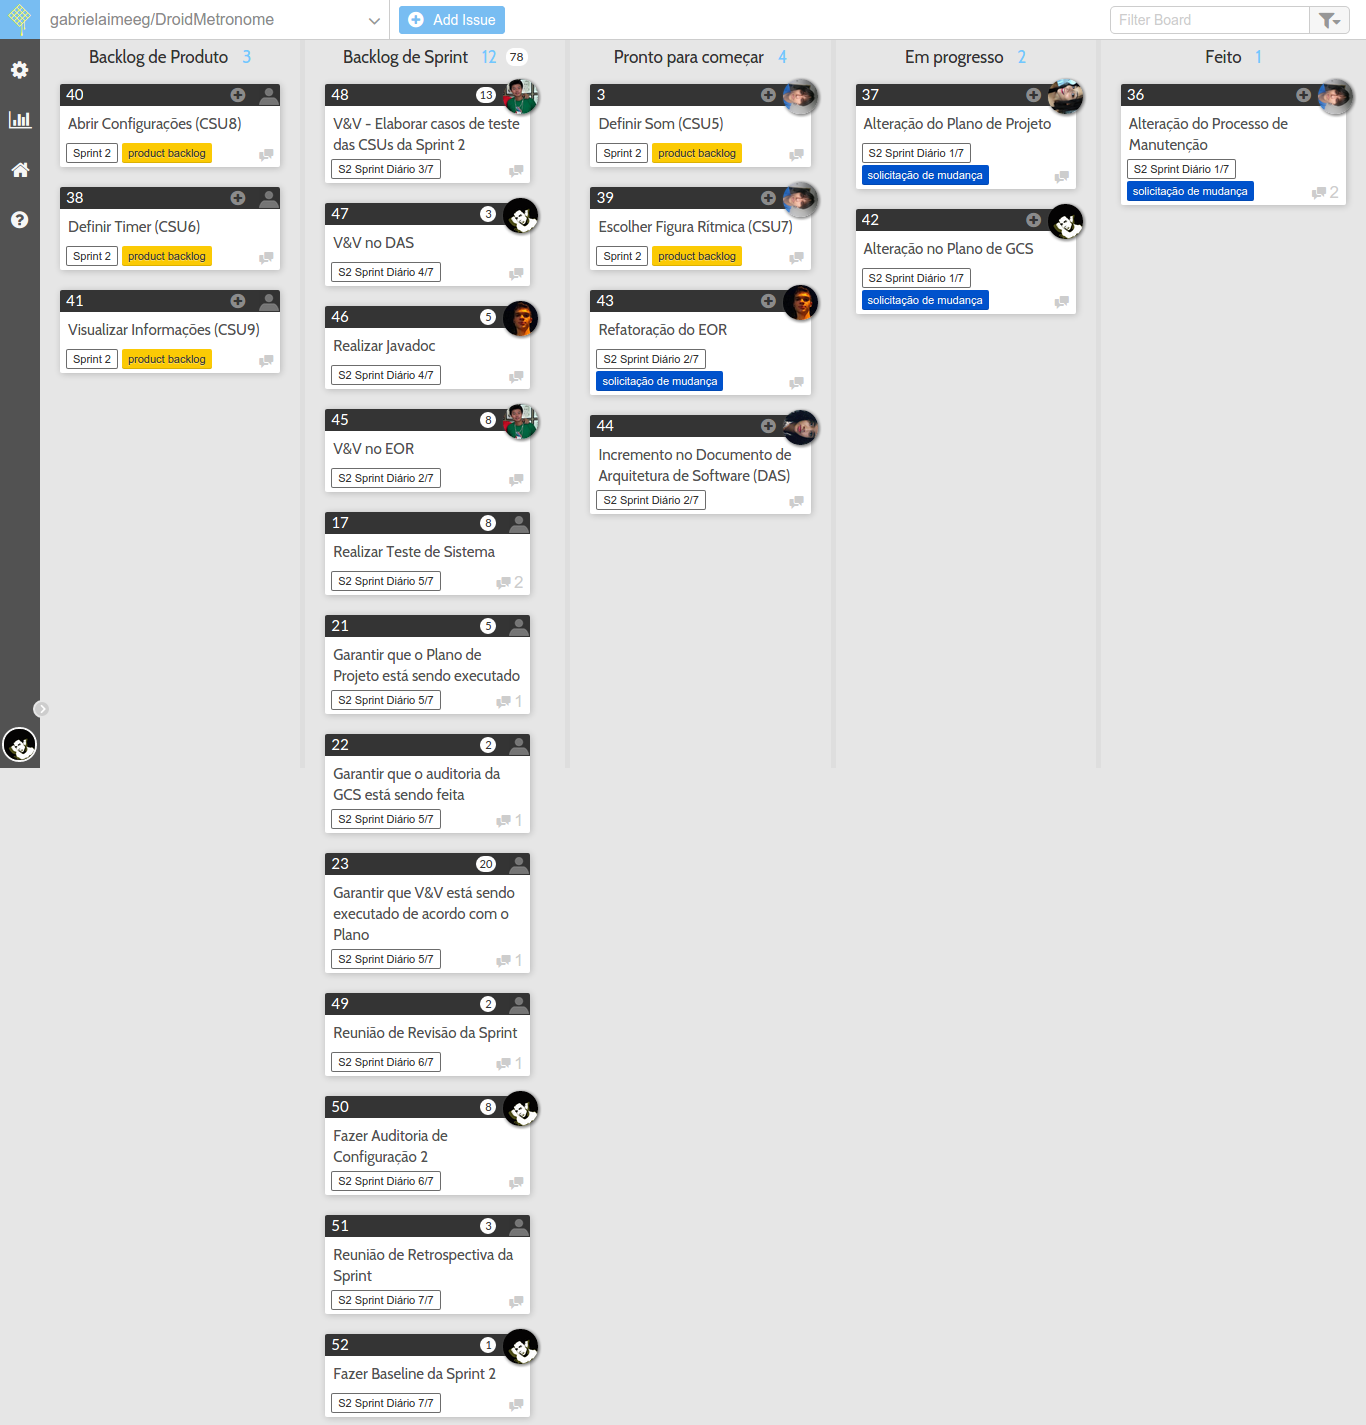 gabrielaimeeg/DroidMetronome
Add Issue
Filter Board
Backlog de Produto 3
40
Abrir Configurações (CSU8)
Sprint 2 product backlog
38
Definir Timer (CSU6)
Sprint 2 product backlog
41
Visualizar Informações (CSU9)
Sprint 2 product backlog
Backlog de Sprint 12 78
48 13
V&V - Elaborar casos de teste
das CSUs da Sprint 2
S2 Sprint Diário 3/7
47 3
V&V no DAS
S2 Sprint Diário 4/7
46 5
Realizar Javadoc
S2 Sprint Diário 4/7
45 8
V&V no EOR
S2 Sprint Diário 2/7
17 8
Realizar Teste de Sistema
S2 Sprint Diário 5/7 2
21 5
Garantir que o Plano de
Projeto está sendo executado
S2 Sprint Diário 5/7 1
22 2
Garantir que o auditoria da
GCS está sendo feita
S2 Sprint Diário 5/7 1
23 20
Garantir que V&V está sendo
executado de acordo com o
Plano
S2 Sprint Diário 5/7 1
49 2
Reunião de Revisão da Sprint
S2 Sprint Diário 6/7 1
50 8
Fazer Auditoria de
Configuração 2
S2 Sprint Diário 6/7
51 3
Reunião de Retrospectiva da
Sprint
S2 Sprint Diário 7/7
52 1
Fazer Baseline da Sprint 2
S2 Sprint Diário 7/7
Pronto para começar 4
3
Definir Som (CSU5)
Sprint 2 product backlog
39
Escolher Figura Rítmica (CSU7)
Sprint 2 product backlog
43
Refatoração do EOR
S2 Sprint Diário 2/7
solicitação de mudança
44
Incremento no Documento de
Arquitetura de Software (DAS)
S2 Sprint Diário 2/7
Em progresso 2
37
Alteração do Plano de Projeto
S2 Sprint Diário 1/7
solicitação de mudança
42
Alteração no Plano de GCS
S2 Sprint Diário 1/7
solicitação de mudança
Feito 1
36
Alteração do Processo de
Manutenção
S2 Sprint Diário 1/7
solicitação de mudança 2